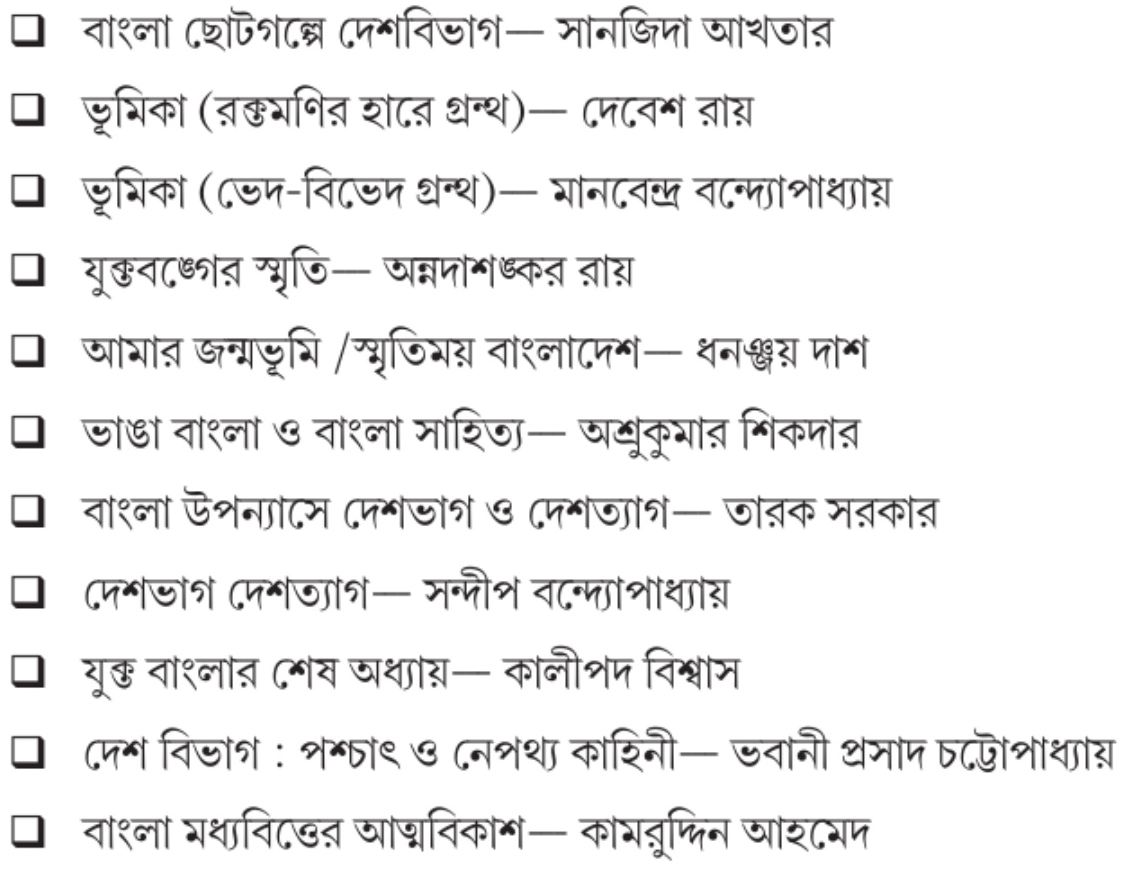 ❑ বাংলা ছোটগল্পে দেশবিভাগ— সানজিদা আখতার
❑ ভূমিকা (রক্তমণির হারে গ্রন্থ)— দেবেশ রায়
❑ ভূমিকা (ভেদ-বিভেদ গ্রন্থ)— মানবেন্দ্র বন্দ্যোপাধ্যায়
❑ যুক্তবঙ্গের স্মৃতি— অন্নদাশঙ্কর রায়
❑ আমার জন্মভূমি /স্মৃতিময় বাংলাদেশ— ধনঞ্জয় দাশ
❑ ভাঙা বাংলা ও বাংলা সাহিত্য— অশ্রুকুমার শিকদার
❑ বাংলা উপন্যাসে দেশভাগ ও দেশত্যাগ— তারক সরকার
❑ দেশভাগ দেশত্যাগ— সন্দীপ বন্দ্যোপাধ্যায়
❑ যুক্ত বাংলার শেষ অধ্যায়— কালীপদ বিশ্বাস
❑ দেশ বিভাগ : পশ্চাৎ ও নেপথ্য কাহিনী— ভবানী প্রসাদ চট্টোপাধ্যায়
❑ বাংলা মধ্যবিত্তের আত্মবিকাশ— কামরুদ্দিন আহমেদ